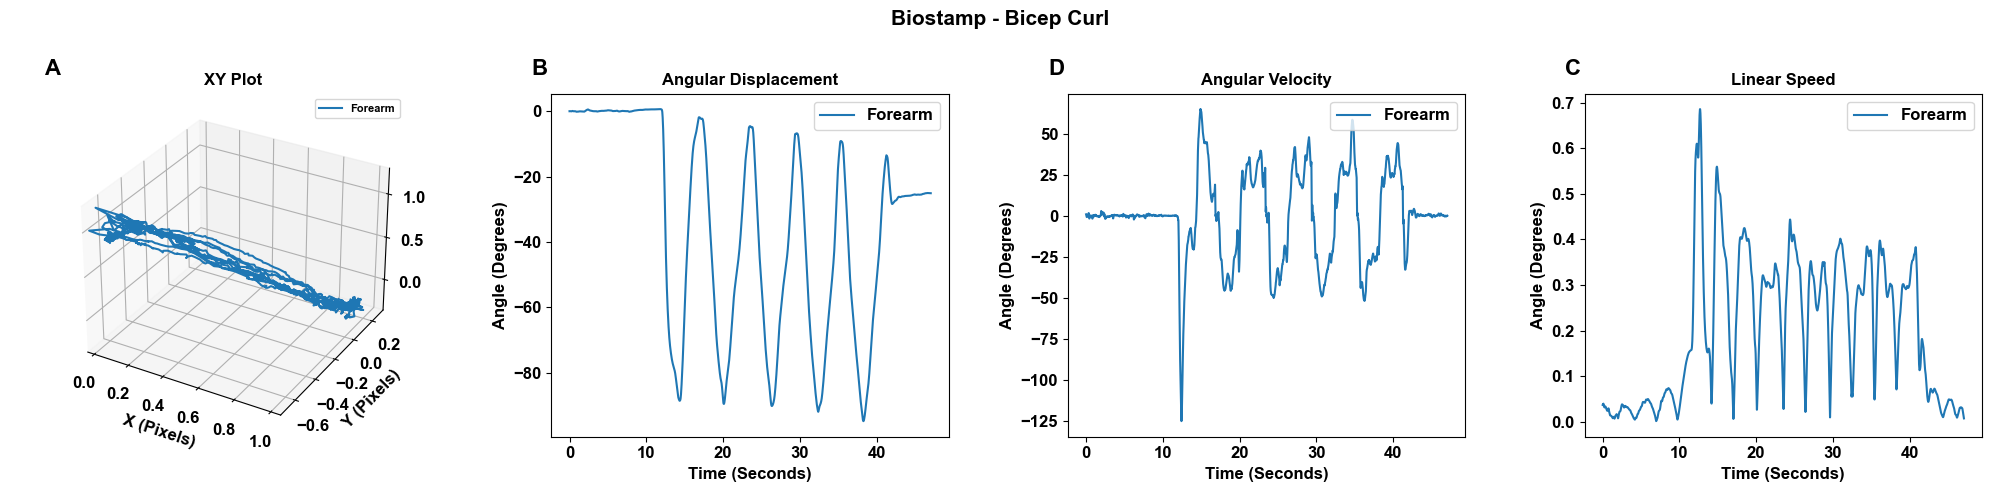 Biostamp - Bicep Curl
A
XY Plot
Forearm
1.0
0.5
0.0
0.2
0.0
−0.2
−0.4
−0.6
Y (Pixels)
0.0
0.2
0.4
0.6
0.8
1.0
X (Pixels)
B
Angular Displacement
Forearm
0
−20
−40
−60
−80
Angle (Degrees)
0 10 20 30 40
Time (Seconds)
D
Angular Velocity
Forearm
50
25
0
−25
−50
−75
−100
−125
Angle (Degrees)
0 10 20 30 40
Time (Seconds)
C
Linear Speed
Forearm
0.7
0.6
0.5
0.4
0.3
0.2
0.1
0.0
Angle (Degrees)
0 10 20 30 40
Time (Seconds)